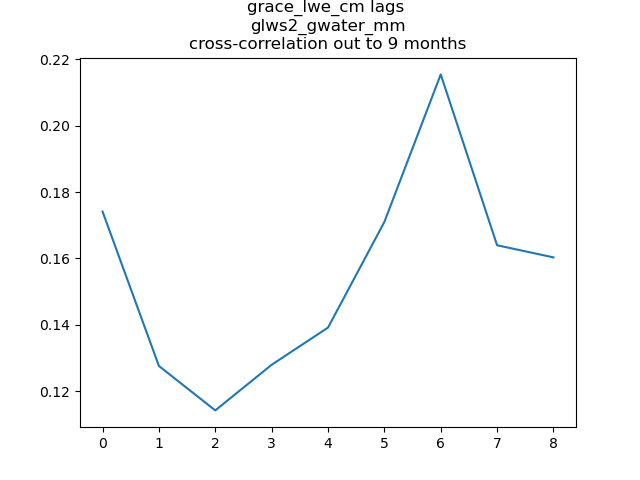 grace_lwe_cm lags
glws2_gwater_mm
cross-correlation out to 9 months
0.22
0.20
0.18
0.16
0.14
0.12
0 1 2 3 4 5 6 7 8